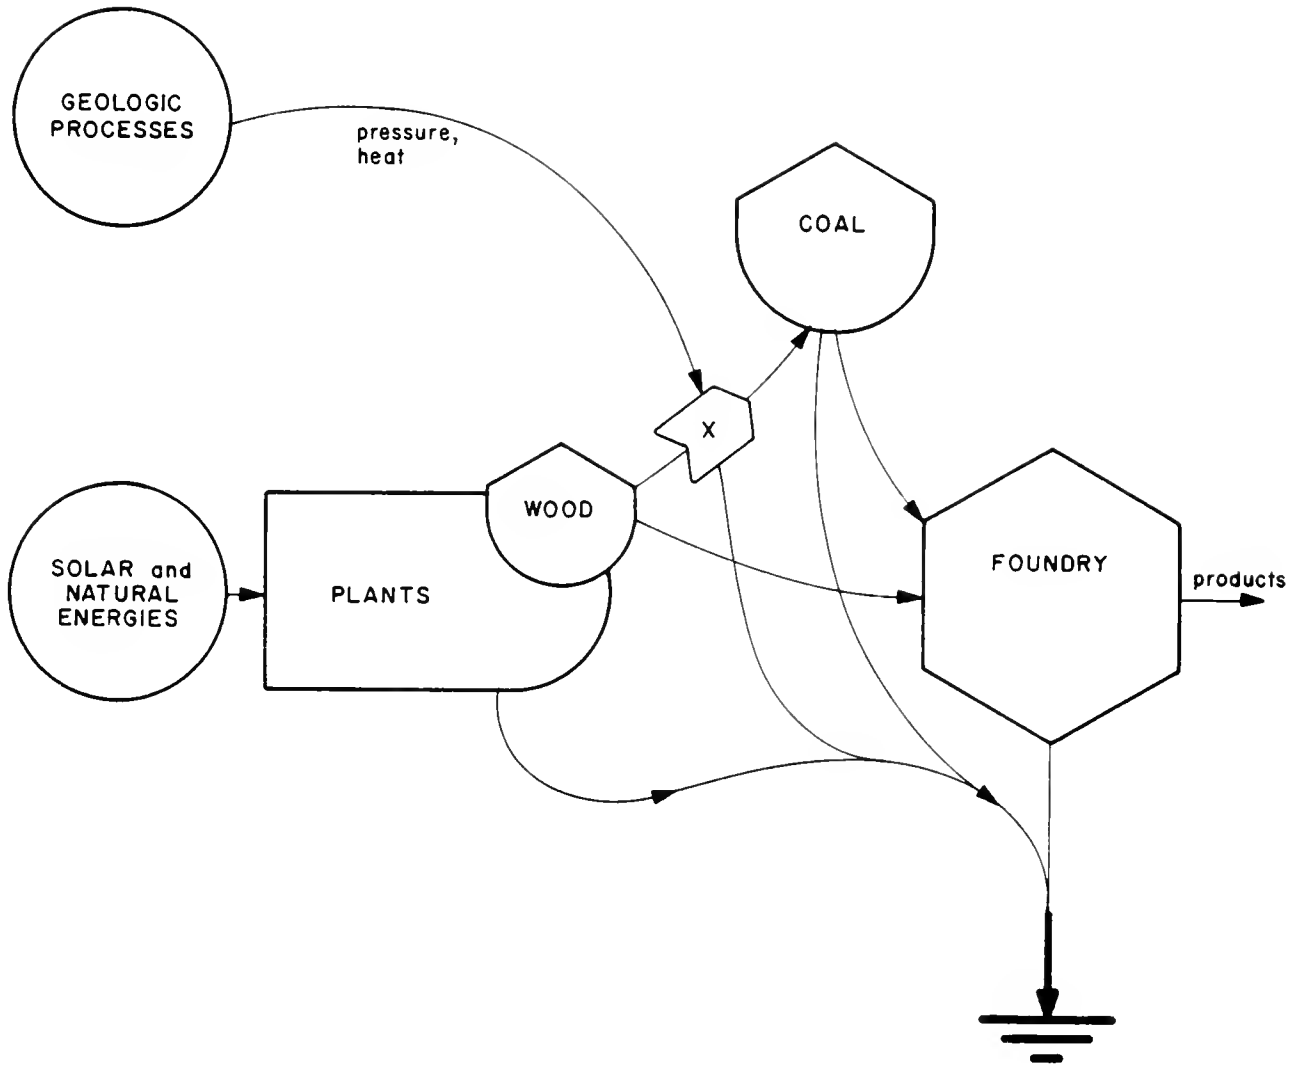 GEOLOGIC
PROCESSES
pressure,
heat
COAL
X
WOOD
SOLAR and
NATURAL
ENERGIES
PLANTS
FOUNDRY
products